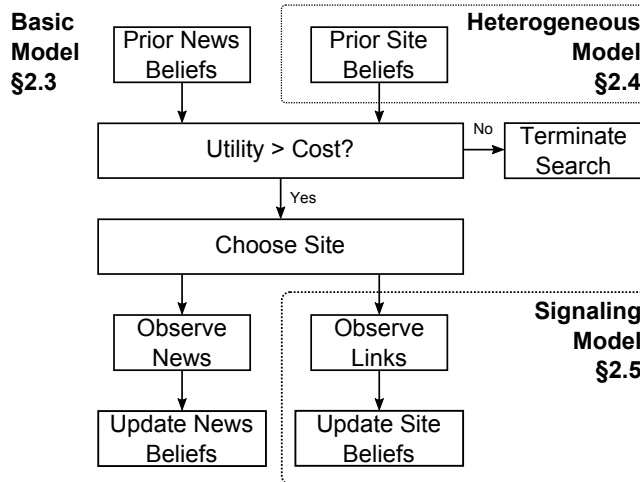 Basic
Model
§2.3
Prior News
Beliefs
Prior Site
Beliefs
Heterogeneous
Model
§2.4
Utility > Cost?
No
Terminate
Search
Yes
Choose Site
Observe
News
Observe
Links
Signaling
Model
§2.5
Update News
Beliefs
Update Site
Beliefs